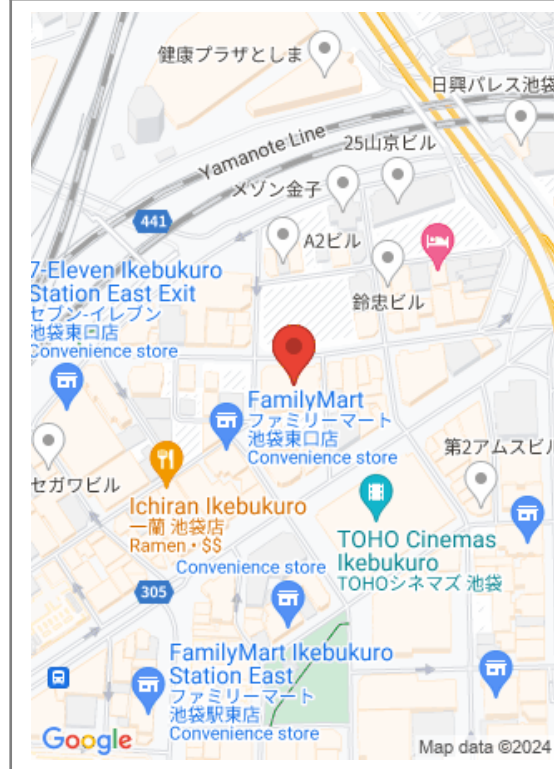 健康プラザとしま
日興パレス池袋
Yamanote Line
25山京ビル
メゾン金子
441
A2ビル
7-Eleven Ikebukuro
Station East Exit
セブン-イレブン
池袋東口店
Convenience store
鈴忠ビル
FamilyMart
ファミリーマート
池袋東口店
Convenience store
第2アムスビル
セガワビル
Ichiran Ikebukuro
一蘭 池袋店
Ramen・$$
TOHO Cinemas
Ikebukuro
TOHOシネマズ 池袋
Convenience store
305
FamilyMart Ikebukuro
Station East
ファミリーマート
池袋駅東店
Convenience store
Google
Map data ©2024